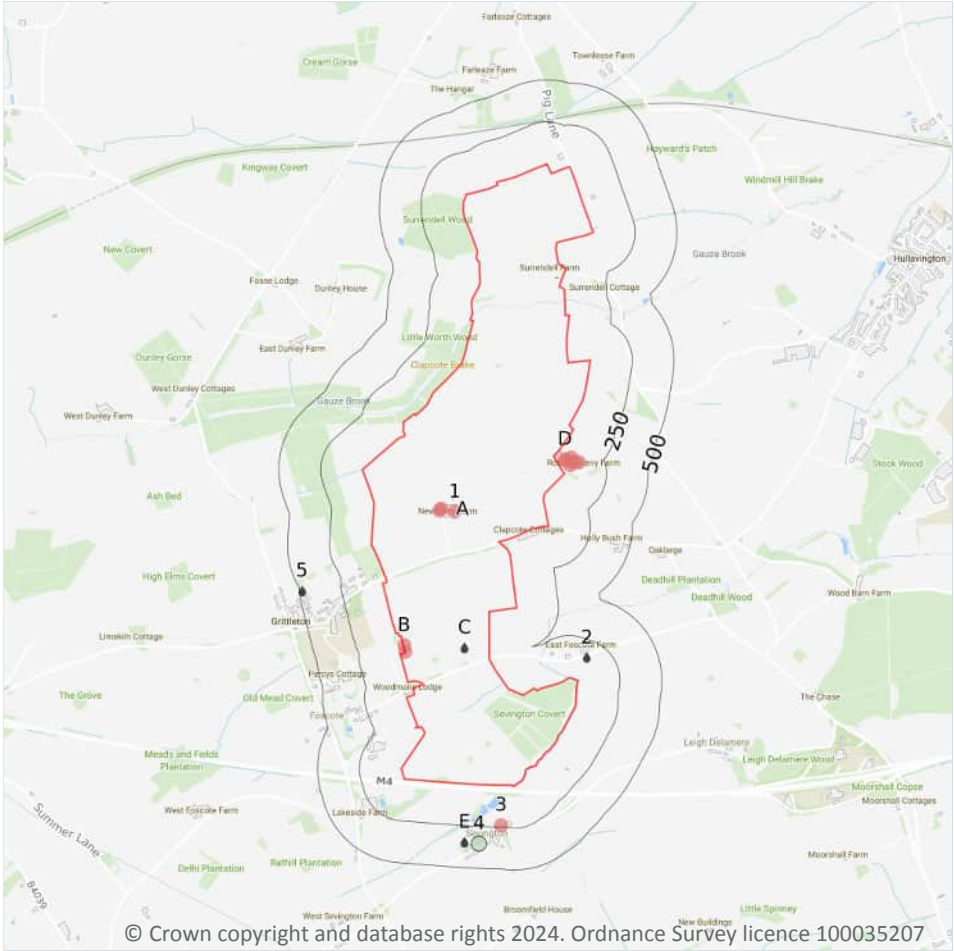 Farleaze Cottages
Townlease Farm
Cream Gorse
Farleaze Farm
The Hangar
Pig Lane
Hayward's Patch
Kingway Covert
Windmill Hill Brake
Surrendell Wood
New Covert
Gauze Brook
Hullavington
Surrendell Farm
Fosse Lodge
Dunley House
Surrendell Cottage
Little Worth Wood
East Dunley Farm
Dunley Gorse
Clapcote Brake
West Dunley Cottages
Gauze Brook
West Dunley Farm
250
500
D
Farm
Stock Wood
1
A
Ash Bed
Clapcote Cottages
Holly Bush Farm
Oaklarge
High Elms Covert
5
Deadhill Plantation
Wood Barn Farm
Deadhill Wood
Grittleton
B
C
2
Limekiln Cottage
East Foscote Farm
Percys Cottage
Woodmans Lodge
The Grove
Old Mead Covert
The Chase
Foscote
Sevington Covert
Leigh Delamere
Meads and Fields
Plantation
Leigh Delamere Wood
M4
Moorshall Copse
Moorshall Cottages
West Foscote Farm
Lakeside Farm
3
Summer Lane
E
4
Sevington
Moorshall Farm
Rathill Plantation
Delhi Plantation
B4039
West Sevington Farm
Broomfield House
Little Spinney
New Buildings
© Crown copyright and database rights 2024. Ordnance Survey licence 100035207